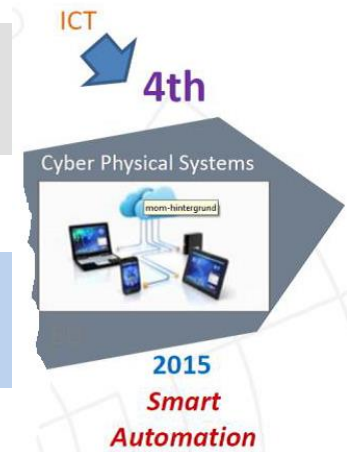 ICT
4th
Cyber Physical Systems
mom-hintergrund
2015
Smart
Automation